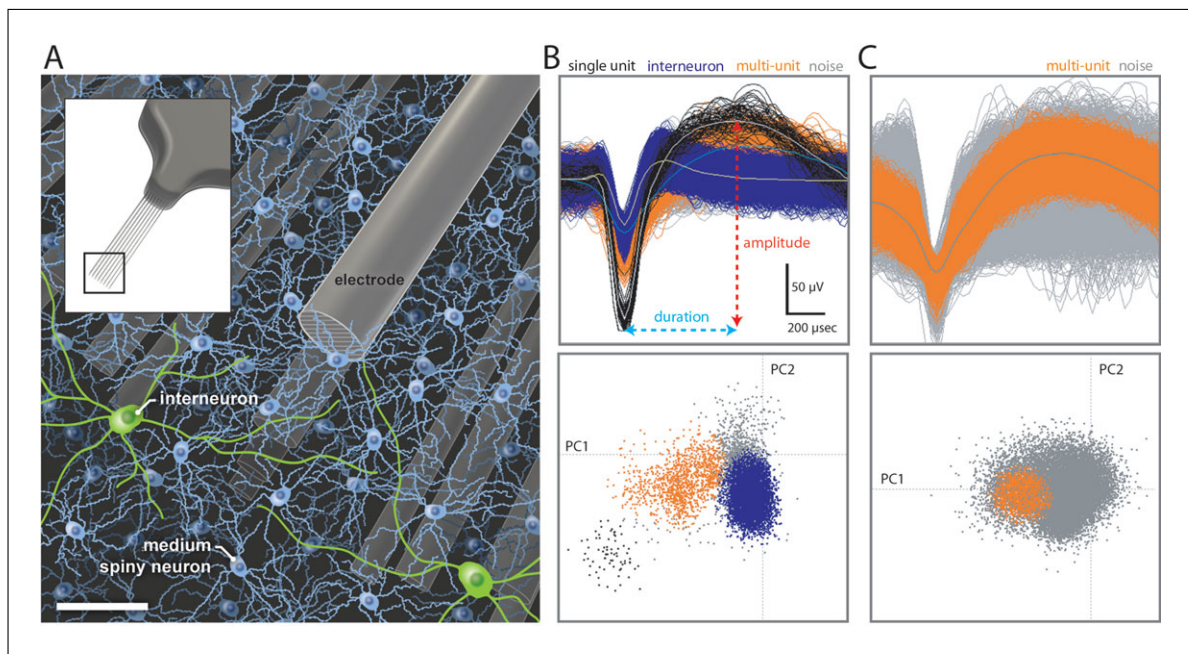 A
electrode
interneuron
medium
spiny neuron
B
single unit interneuron multi-unit noise
amplitude
duration
50 µV
200 µsec
PC2
PC1
C
multi-unit noise
PC2
PC1